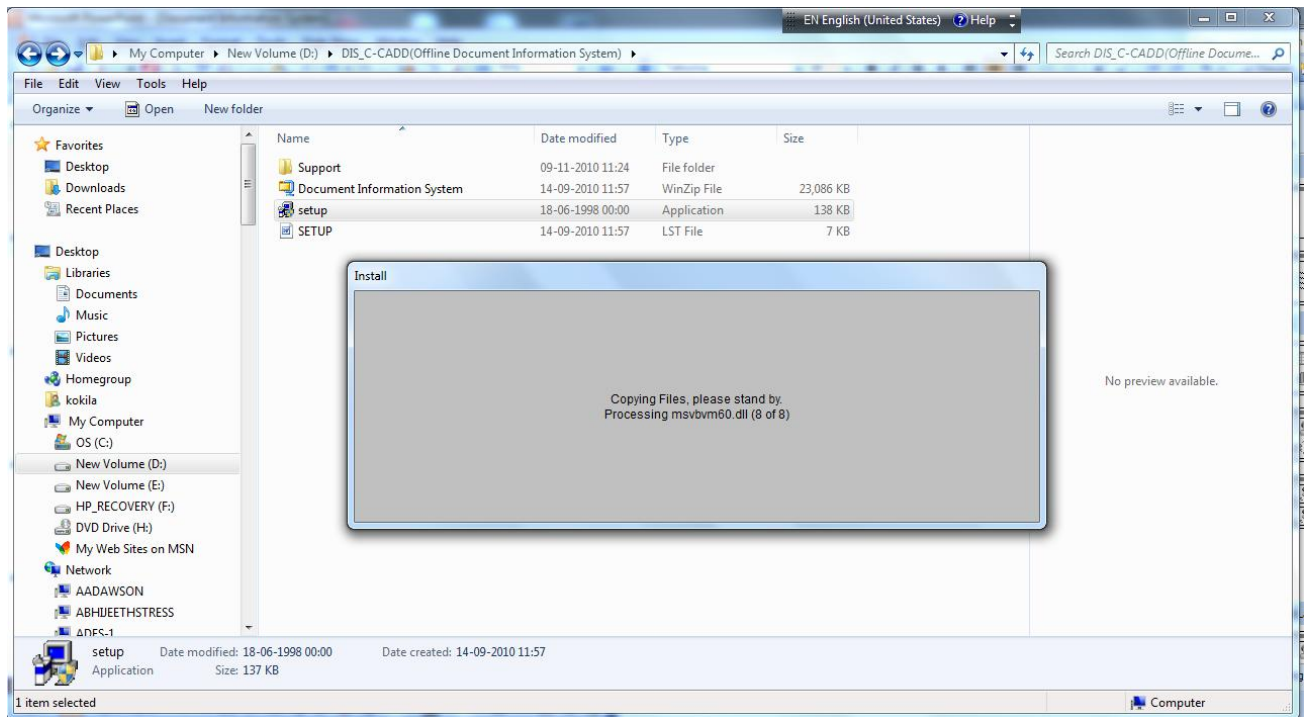 EN English (United States) Help
My Computer New Volume (D:) DIS_C-CADD(Offline Document Information System)
Search DIS_C-CADD(Offline Docume...
File Edit View Tools Help
Organize Open New folder
Name Date modified Type Size
Support 09-11-2010 11:24 File folder
Document Information System 14-09-2010 11:57 WinZip File 23,086 KB
setup 18-06-1998 00:00 Application 138 KB
SETUP 14-09-2010 11:57 LST File 7 KB
Favorites
Desktop
Downloads
Recent Places
Desktop
Libraries
Documents
Music
Pictures
Videos
Homegroup
kokila
My Computer
OS (C:)
New Volume (D:)
New Volume (E:)
HP_RECOVERY (F:)
DVD Drive (H:)
My Web Sites on MSN
Network
AADAWSON
ABHIJEETHSTRESS
ADES-1
Install
Copying Files, please stand by.
Processing msvbvm60.dll (8 of 8)
No preview available.
setup Date modified: 18-06-1998 00:00 Date created: 14-09-2010 11:57
Application Size: 137 KB
1 item selected
Computer